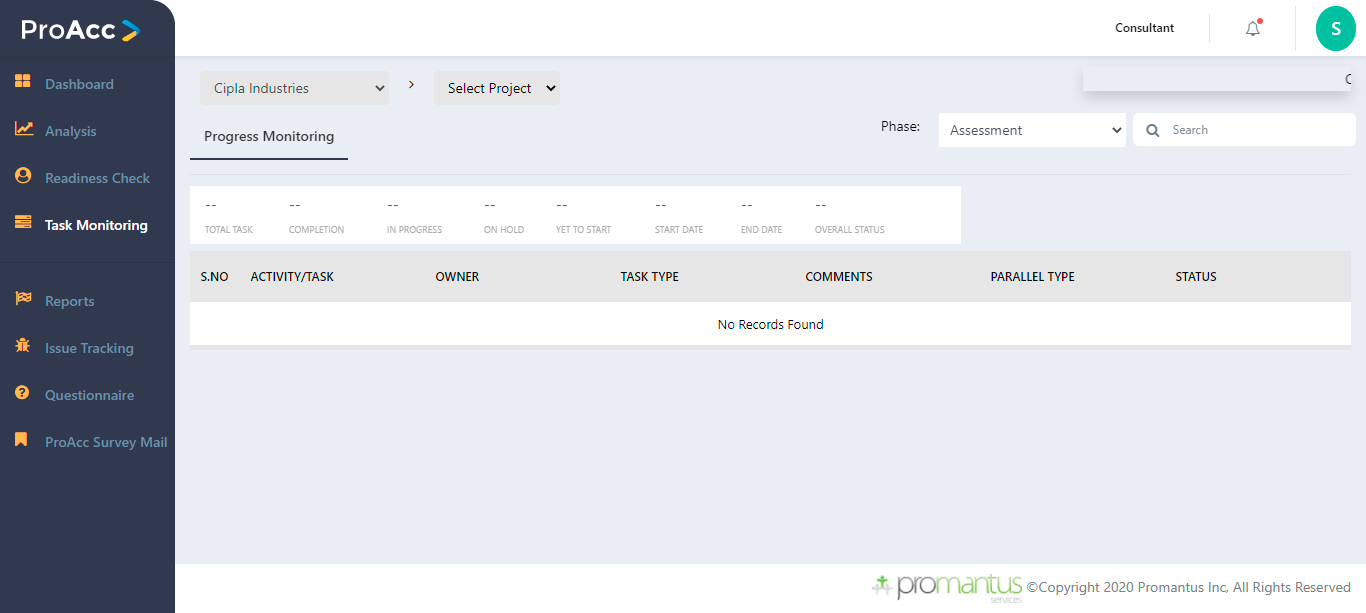 ProAcc
Consultant
S
Dashboard
Analysis
Readiness Check
Task Monitoring
Reports
Issue Tracking
Questionnaire
ProAcc Survey Mail
Cipla Industries
Select Project
Progress Monitoring
Phase:
Assessment
Search
-- -- -- -- -- -- -- --
TOTAL TASK COMPLETION IN PROGRESS ON HOLD YET TO START START DATE END DATE OVERALL STATUS
S.NO ACTIVITY/TASK OWNER TASK TYPE COMMENTS PARALLEL TYPE STATUS
No Records Found
promantus
services
©Copyright 2020 Promantus Inc, All Rights Reserved